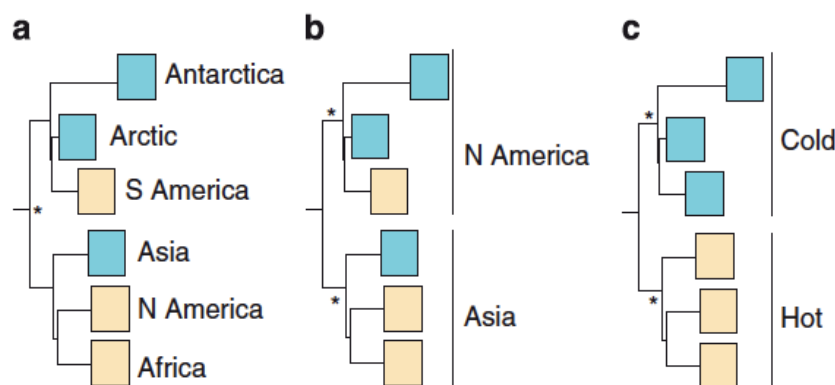 a
Antarctica
Arctic
S America
*
Asia
N America
Africa
b
*
N America
*
Asia
c
*
Cold
*
Hot